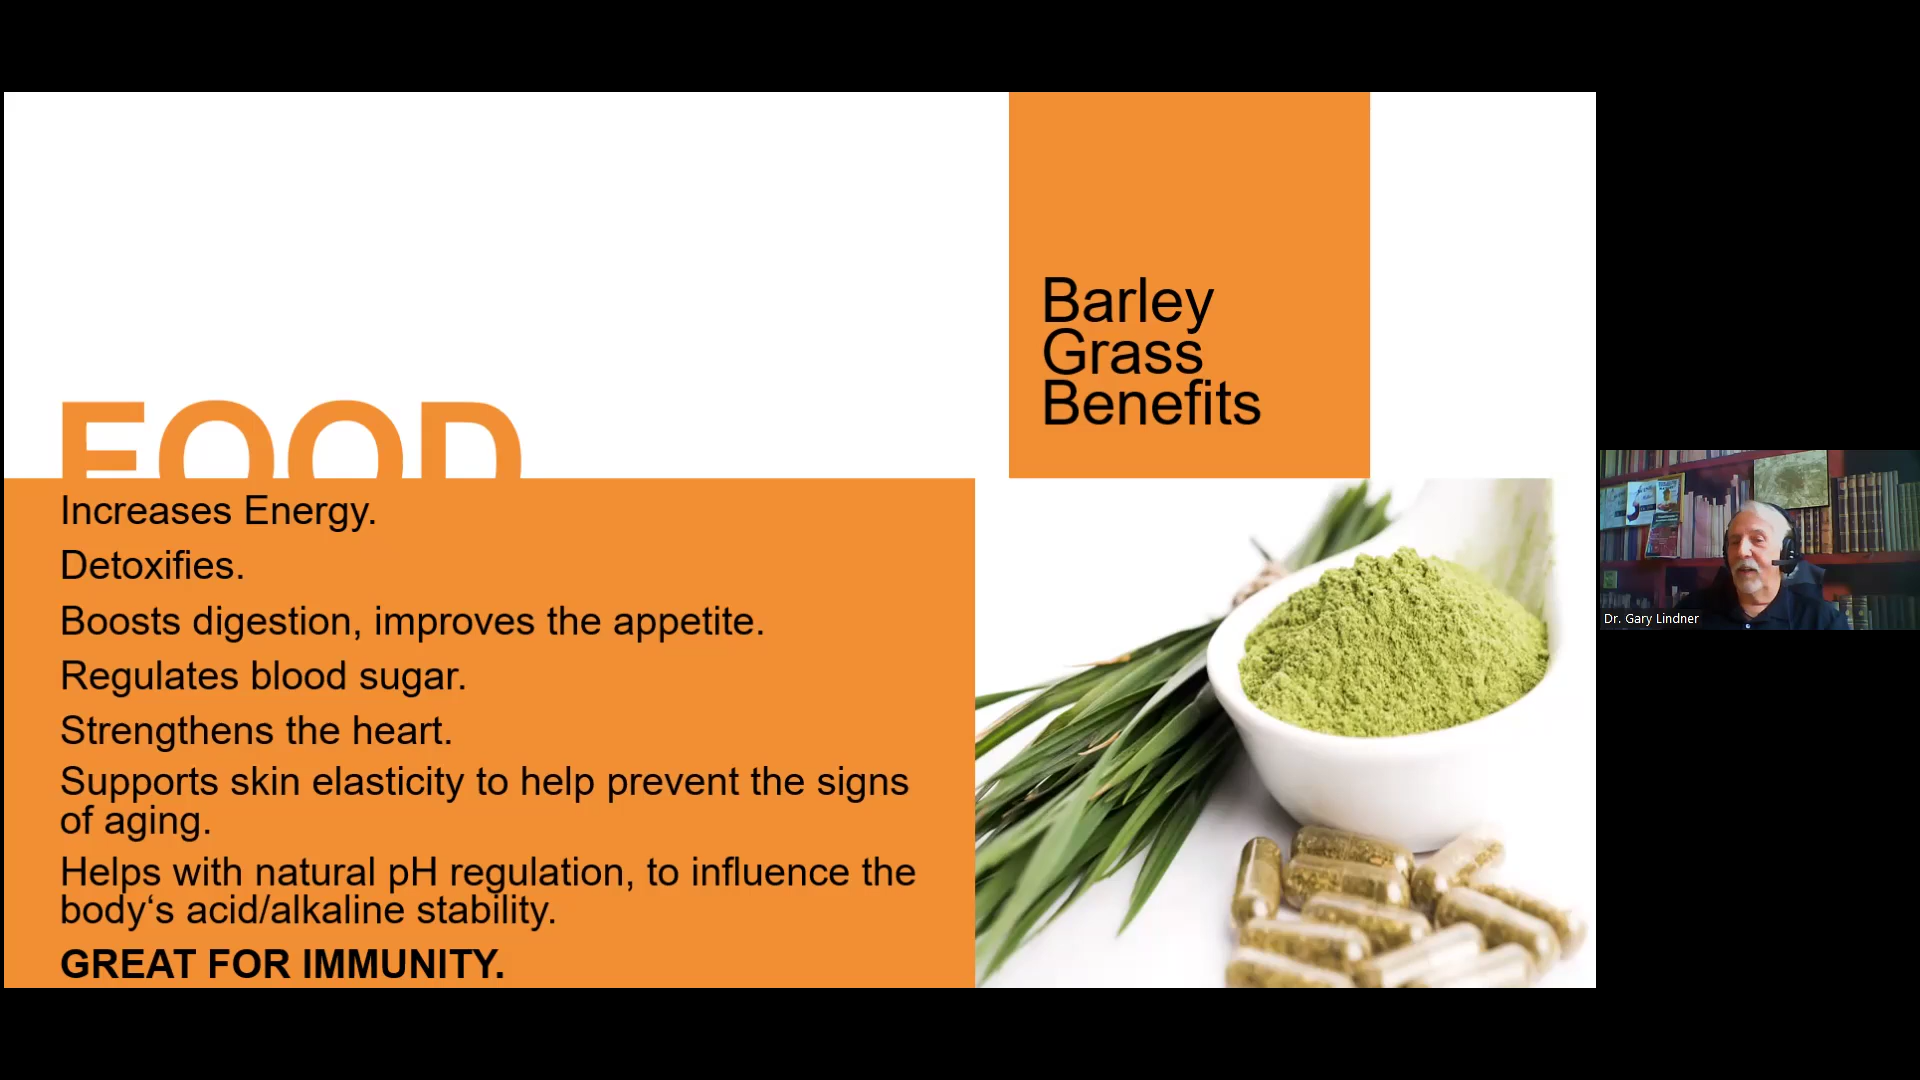 Barley
Grass
Benefits
FOOD
Increases Energy.
Detoxifies.
Boosts digestion, improves the appetite.
Regulates blood sugar.
Strengthens the heart.
Supports skin elasticity to help prevent the signs
of aging.
Helps with natural pH regulation, to influence the
body‘s acid/alkaline stability.
GREAT FOR IMMUNITY.
Dr. Gary Lindner